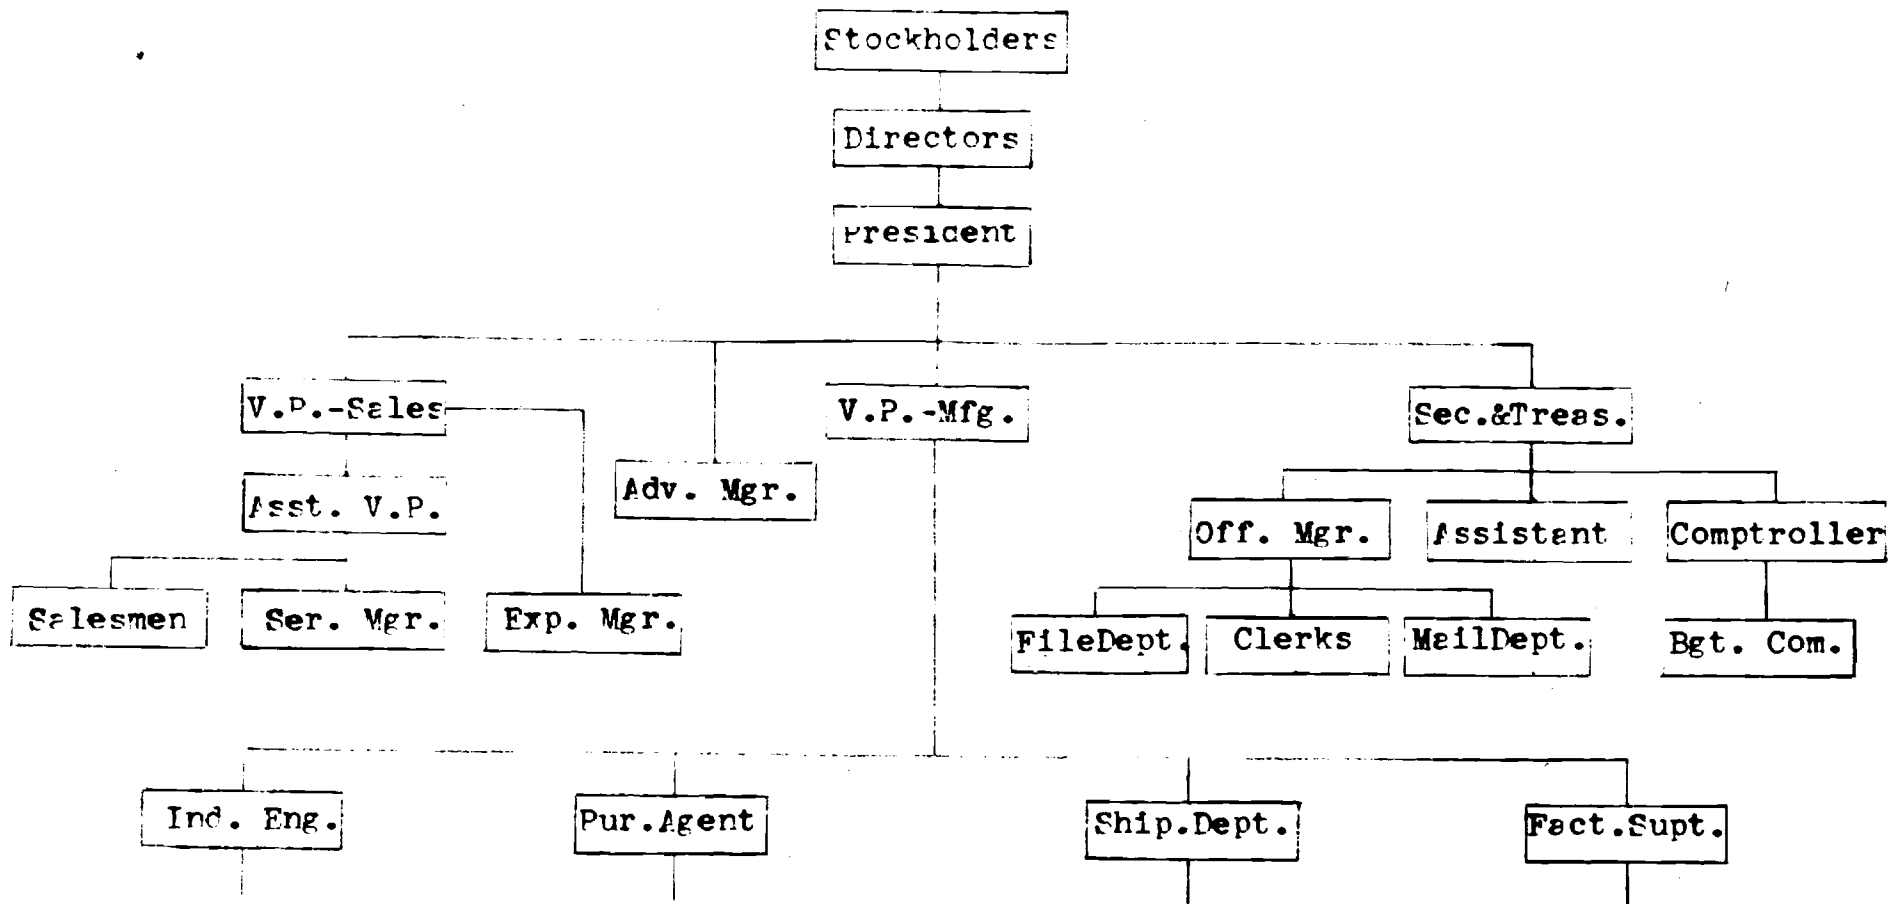 Stockholders
Directors
President
V.P.-Sales
V.P.-Mfg.
Sec.&Treas.
Asst. V.P.
Adv. Mgr.
Off. Mgr.
Assistant
Comptroller
Salesmen
Ser. Mgr.
Exp. Mgr.
FileDept.
Clerks
MailDept.
Bgt. Com.
Ind. Eng.
Pur.Agent
Ship.Dept.
Fact.Supt.